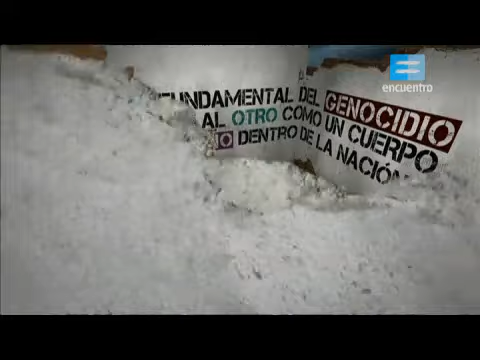 encuentro
FUNDAMENTAL DEL GENOCIDIO
AL OTRO COMO UN CUERPO
DENTRO DE LA NACIÓN